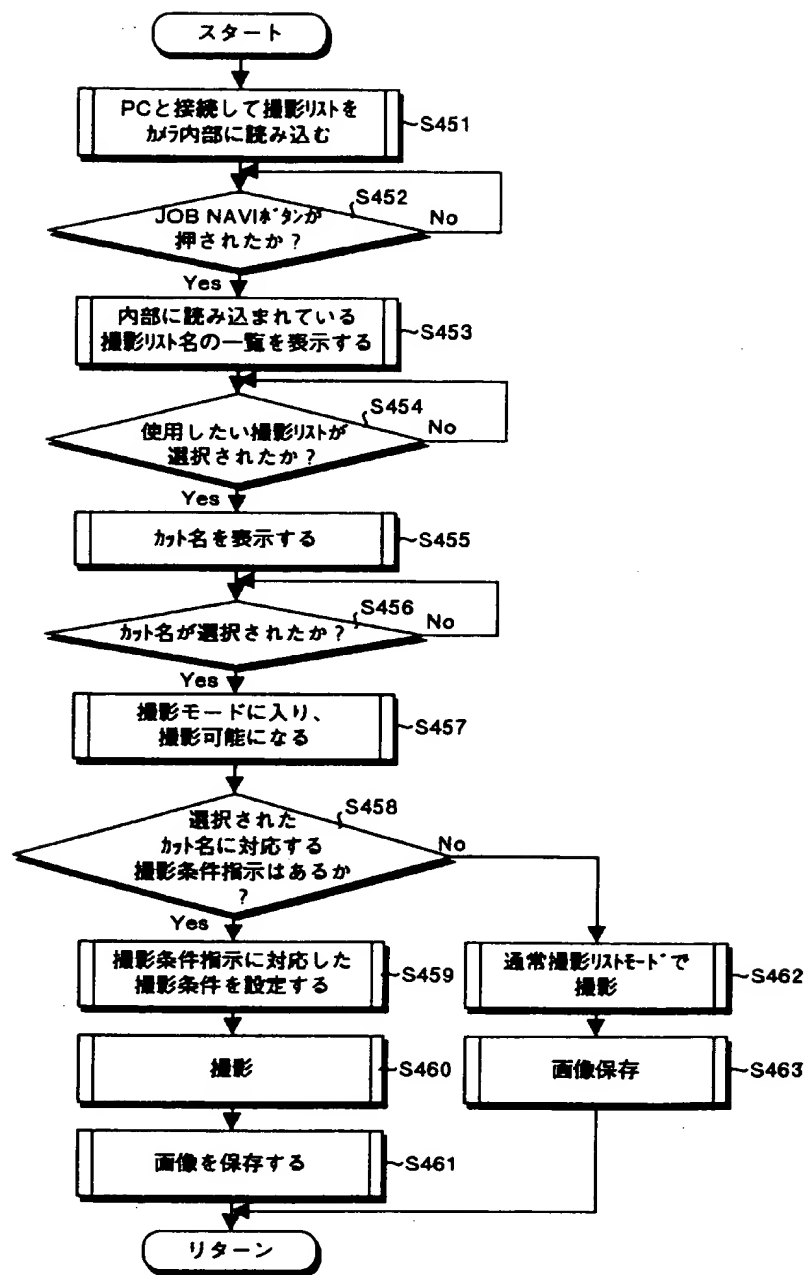 スタート
PCと接続して撮影リストを
カメラ内部に読み込む
S451
S452
JOB NAVIボタンが
押されたか?
No
Yes
内部に読み込まれている
撮影リスト名の一覧を表示する
S453
S454
使用したい撮影リストが
選択されたか?
No
Yes
カット名を表示する
S455
S456
カット名が選択されたか?
No
Yes
撮影モードに入り、
撮影可能になる
S457
S458
選択された
カット名に対応する
撮影条件指示はあるか
?
No
Yes
撮影条件指示に対応した
撮影条件を設定する
S459
通常撮影リストモードで
撮影
S462
撮影
S460
画像保存
S463
画像を保存する
S461
リターン